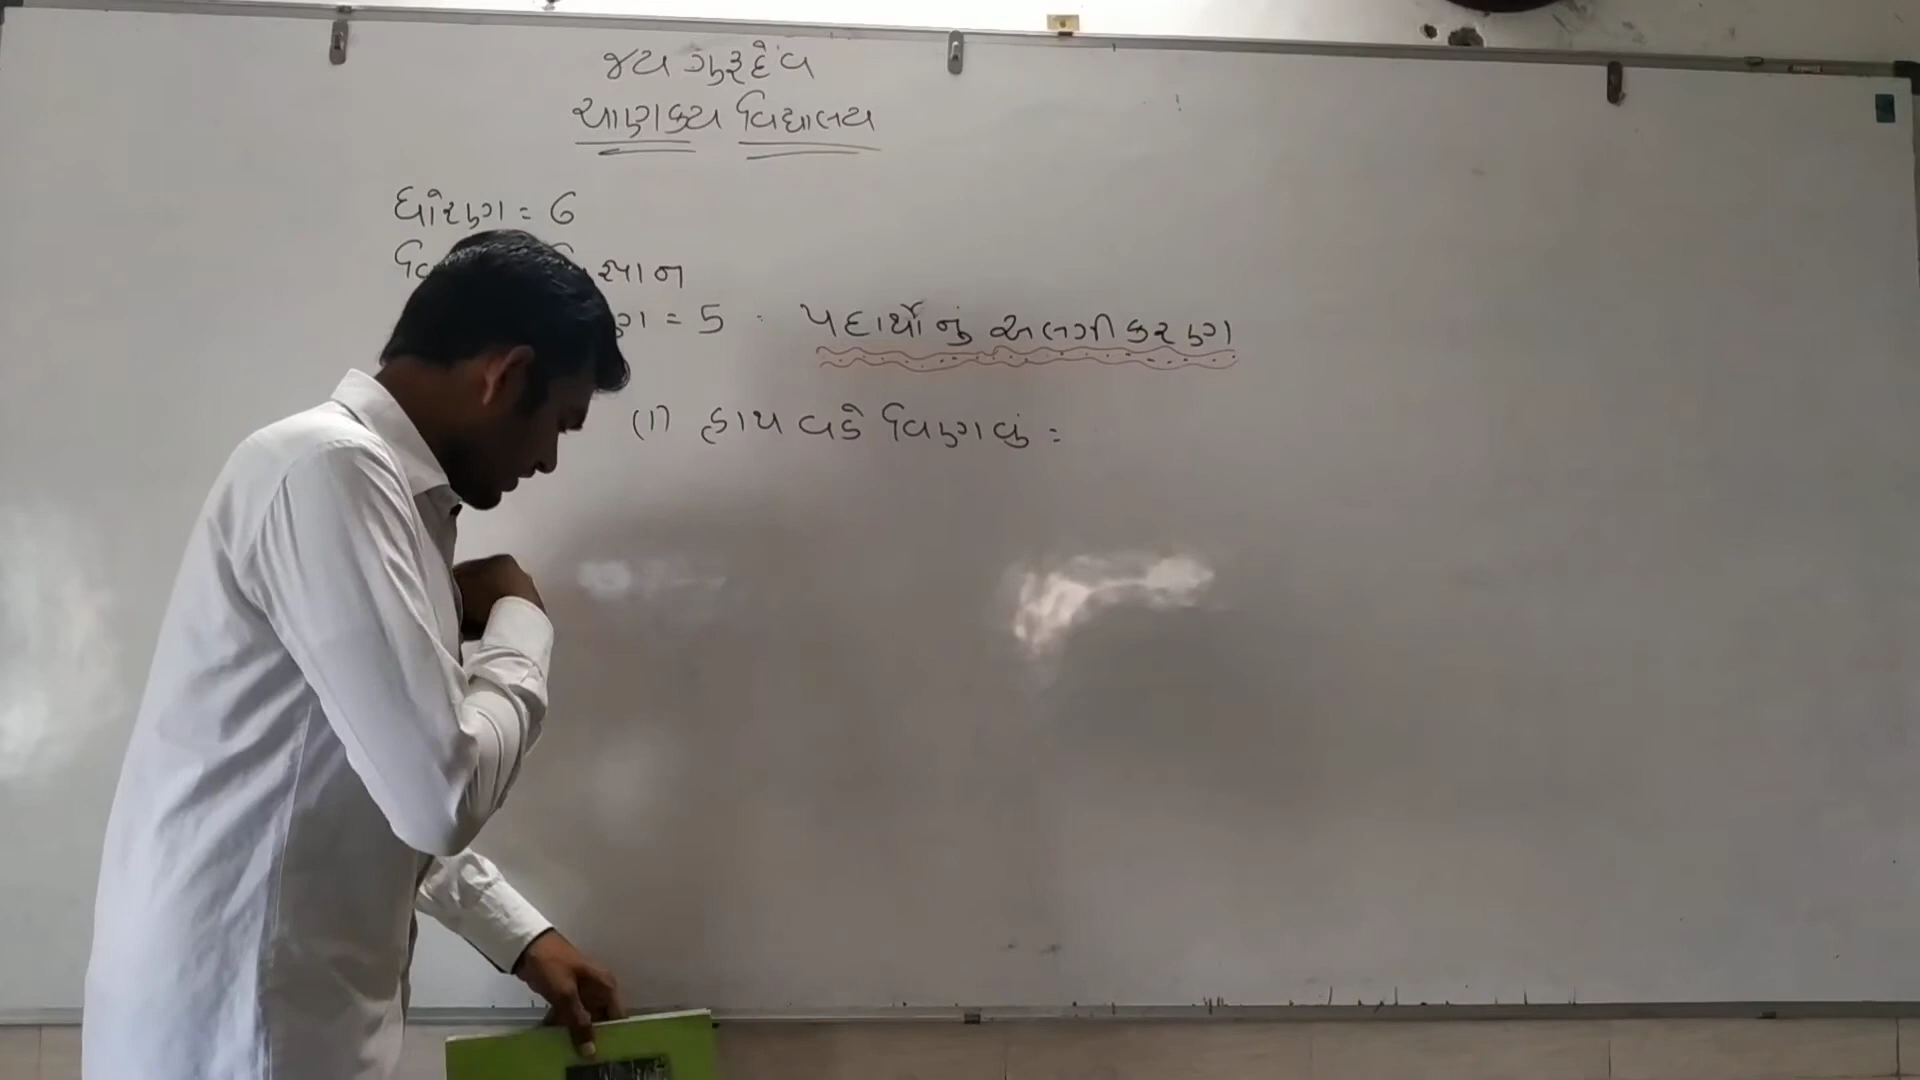 જય ગુરૂદેવ
ચાણક્ય વિદ્યાલય
ધોરણ = 6
= 5 : પદાર્થોનું અલગીકરણ
(1) હાથ વડે વિણવું :